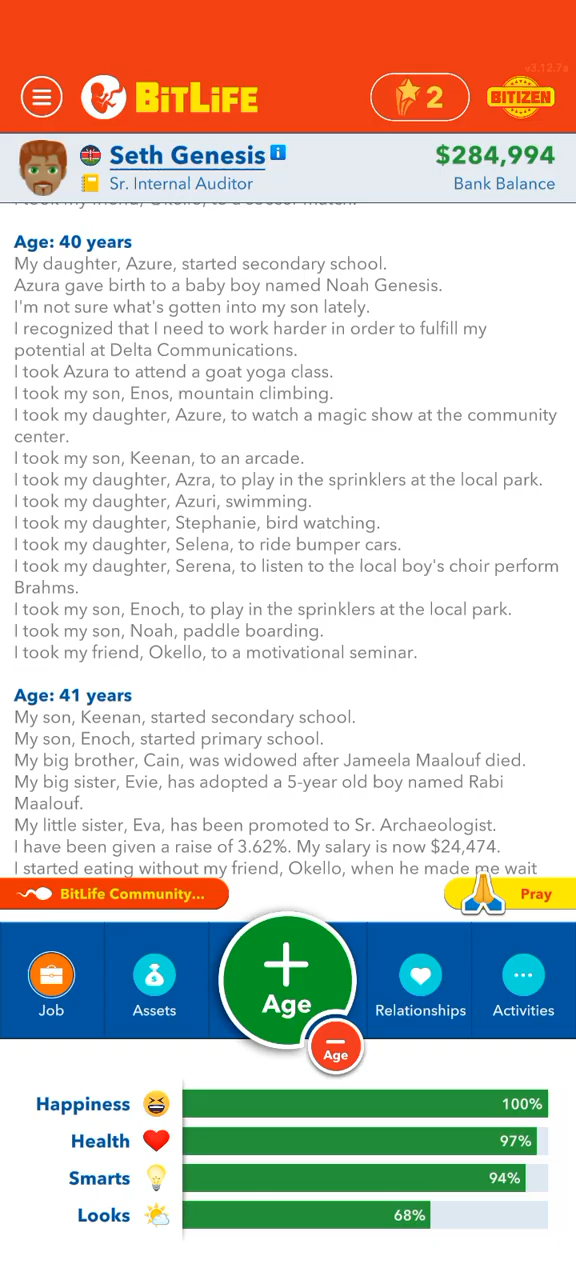 v3.12.7a
BITLIFE
2
BITIZEN
Seth Genesis i
$284,994
Sr. Internal Auditor
Bank Balance
I took my friend, Okello, to a soccer match.
Age: 40 years
My daughter, Azure, started secondary school.
Azura gave birth to a baby boy named Noah Genesis.
I'm not sure what's gotten into my son lately.
I recognized that I need to work harder in order to fulfill my
potential at Delta Communications.
I took Azura to attend a goat yoga class.
I took my son, Enos, mountain climbing.
I took my daughter, Azure, to watch a magic show at the community
center.
I took my son, Keenan, to an arcade.
I took my daughter, Azra, to play in the sprinklers at the local park.
I took my daughter, Azuri, swimming.
I took my daughter, Stephanie, bird watching.
I took my daughter, Selena, to ride bumper cars.
I took my daughter, Serena, to listen to the local boy's choir perform
Brahms.
I took my son, Enoch, to play in the sprinklers at the local park.
I took my son, Noah, paddle boarding.
I took my friend, Okello, to a motivational seminar.
Age: 41 years
My son, Keenan, started secondary school.
My son, Enoch, started primary school.
My big brother, Cain, was widowed after Jameela Maalouf died.
My big sister, Evie, has adopted a 5-year old boy named Rabi
Maalouf.
My little sister, Eva, has been promoted to Sr. Archaeologist.
I have been given a raise of 3.62%. My salary is now $24,474.
I started eating without my friend, Okello, when he made me wait
BitLife Community...
Pray
Job
Assets
Age
Relationships
Activities
Age
Happiness
100%
Health
97%
Smarts
94%
Looks
68%